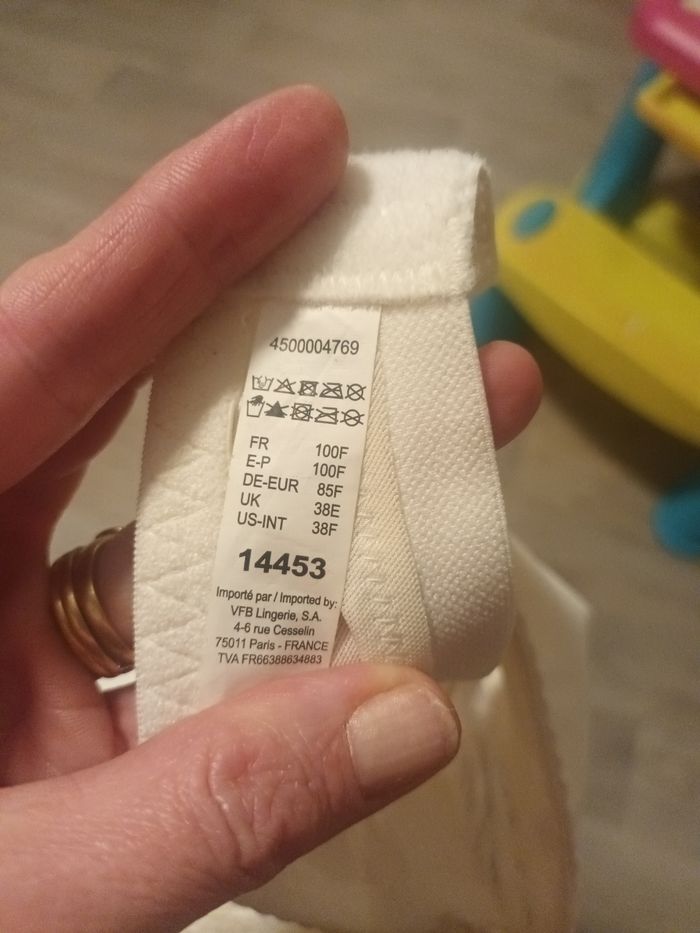 4500004769
FR 100F
E-P 100F
DE-EUR 85F
UK 38E
US-INT 38F
14453
Importé par / Imported by:
VFB Lingerie, S.A.
4-6 rue Cesselin
75011 Paris - FRANCE
TVA FR66388634883